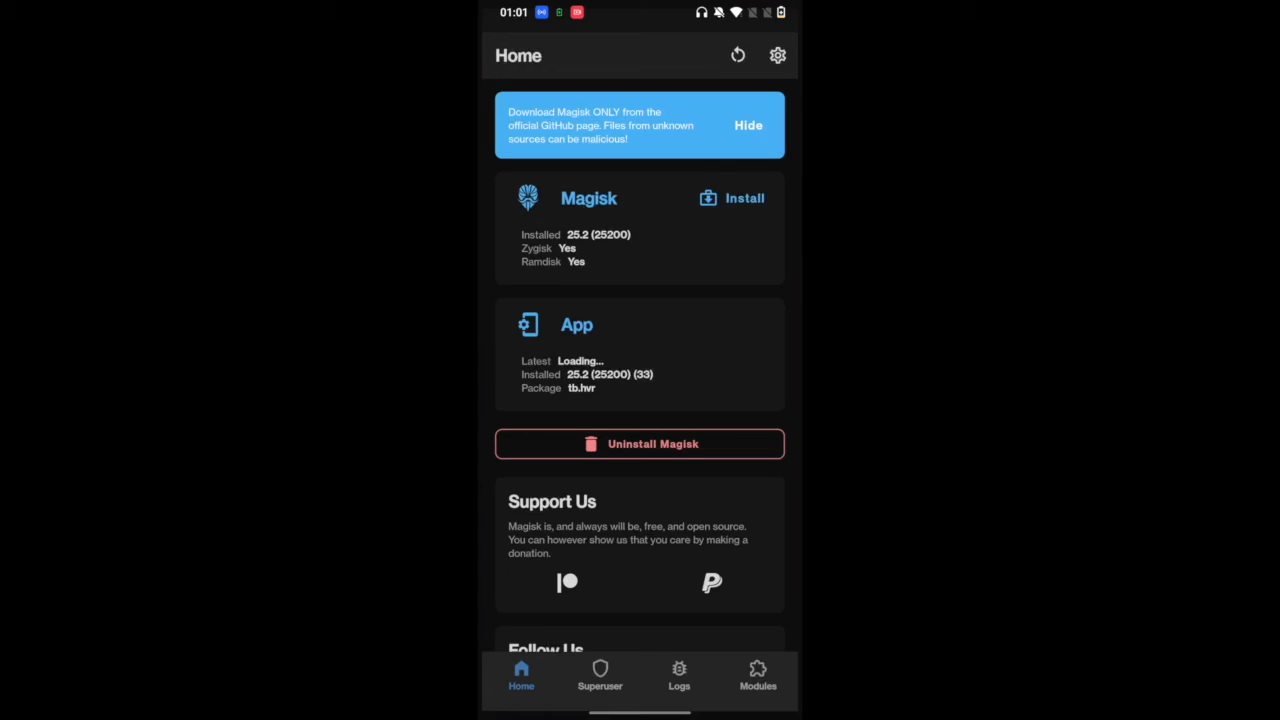 01:01
Home
Download Magisk ONLY from the
official GitHub page. Files from unknown
sources can be malicious!
Hide
Magisk
Install
Installed 25.2 (25200)
Zygisk Yes
Ramdisk Yes
App
Latest Loading...
Installed 25.2 (25200) (33)
Package tb.hvr
Uninstall Magisk
Support Us
Magisk is, and always will be, free, and open source.
You can however show us that you care by making a
donation.
Follow Us
Home Superuser Logs Modules